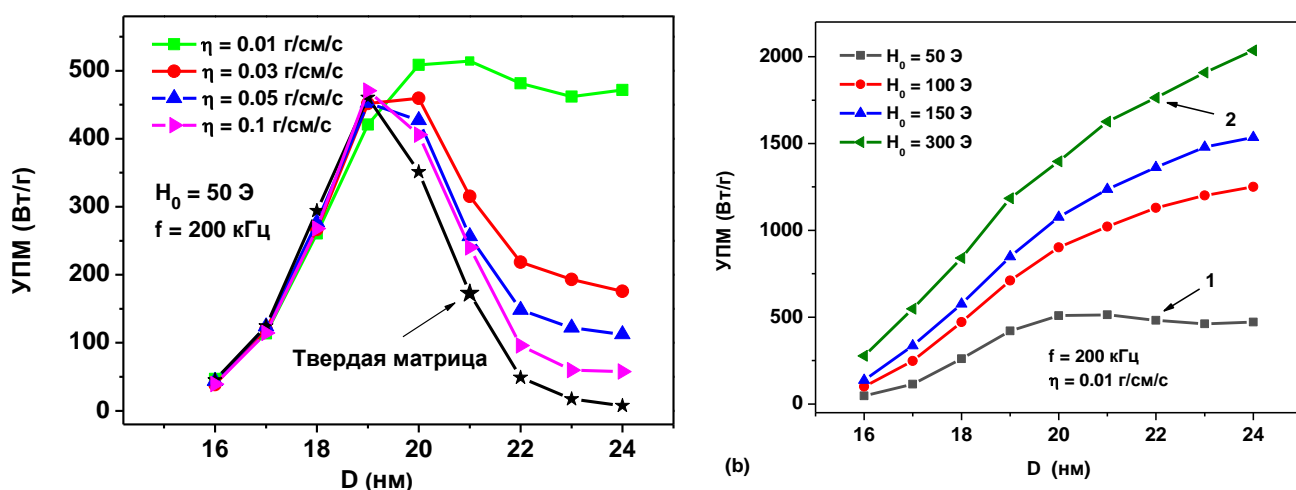 η = 0.01 г/см/с
η = 0.03 г/см/с
η = 0.05 г/см/с
η = 0.1 г/см/с
H₀ = 50 Э
f = 200 кГц
Твердая матрица
УПМ (Вт/г)
0
100
200
300
400
500
16
18
20
22
24
D (нм)
H₀ = 50 Э
H₀ = 100 Э
H₀ = 150 Э
H₀ = 300 Э
2
1
f = 200 кГц
η = 0.01 г/см/с
УПМ (Вт/г)
2000
1500
1000
500
0
16
18
20
22
24
(b)
D (нм)